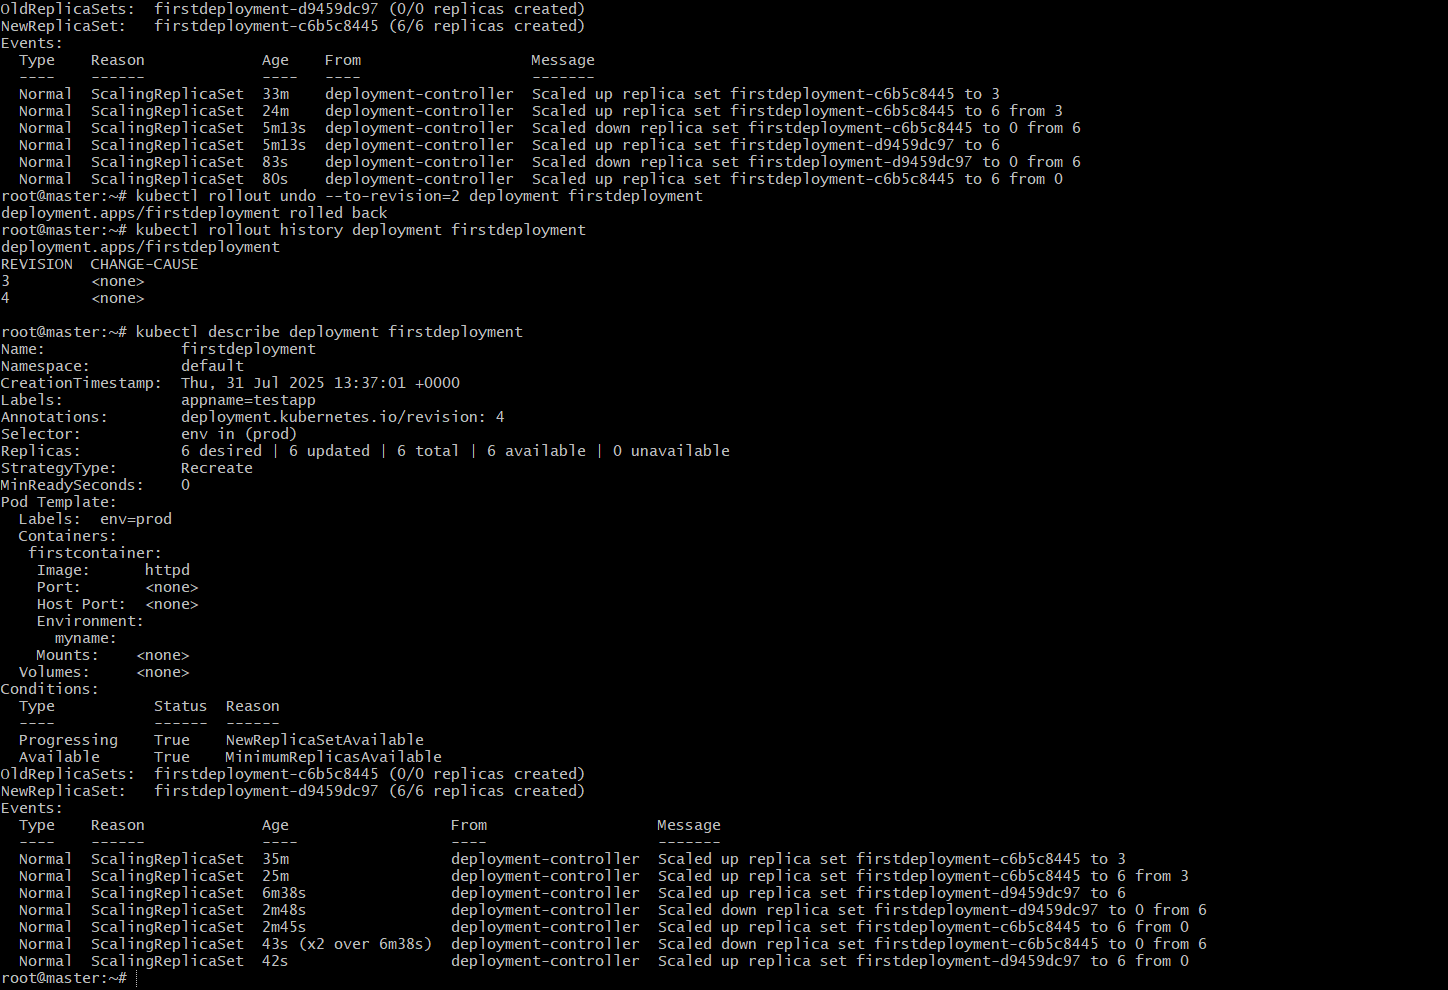 OldReplicaSets:  firstdeployment-d9459dc97 (0/0 replicas created)
NewReplicaSet:   firstdeployment-c6b5c8445 (6/6 replicas created)
Events:
  Type    Reason             Age    From                   Message
  ----    ------             ----   ----                   -------
  Normal  ScalingReplicaSet  33m    deployment-controller  Scaled up replica set firstdeployment-c6b5c8445 to 3
  Normal  ScalingReplicaSet  24m    deployment-controller  Scaled up replica set firstdeployment-c6b5c8445 to 6 from 3
  Normal  ScalingReplicaSet  5m13s  deployment-controller  Scaled down replica set firstdeployment-c6b5c8445 to 0 from 6
  Normal  ScalingReplicaSet  5m13s  deployment-controller  Scaled up replica set firstdeployment-d9459dc97 to 6
  Normal  ScalingReplicaSet  83s    deployment-controller  Scaled down replica set firstdeployment-d9459dc97 to 0 from 6
  Normal  ScalingReplicaSet  80s    deployment-controller  Scaled up replica set firstdeployment-c6b5c8445 to 6 from 0
root@master:~# kubectl rollout undo --to-revision=2 deployment firstdeployment
deployment.apps/firstdeployment rolled back
root@master:~# kubectl rollout history deployment firstdeployment
deployment.apps/firstdeployment
REVISION  CHANGE-CAUSE
3         <none>
4         <none>

root@master:~# kubectl describe deployment firstdeployment
Name:               firstdeployment
Namespace:          default
CreationTimestamp:  Thu, 31 Jul 2025 13:37:01 +0000
Labels:             appname=testapp
Annotations:        deployment.kubernetes.io/revision: 4
Selector:           env in (prod)
Replicas:           6 desired | 6 updated | 6 total | 6 available | 0 unavailable
StrategyType:       Recreate
MinReadySeconds:    0
Pod Template:
  Labels:  env=prod
  Containers:
   firstcontainer:
    Image:      httpd
    Port:       <none>
    Host Port:  <none>
    Environment:
      myname:
    Mounts:    <none>
  Volumes:     <none>
Conditions:
  Type           Status  Reason
  ----           ------  ------
  Progressing    True    NewReplicaSetAvailable
  Available      True    MinimumReplicasAvailable
OldReplicaSets:  firstdeployment-c6b5c8445 (0/0 replicas created)
NewReplicaSet:   firstdeployment-d9459dc97 (6/6 replicas created)
Events:
  Type    Reason             Age                  From                   Message
  ----    ------             ----                 ----                   -------
  Normal  ScalingReplicaSet  35m                  deployment-controller  Scaled up replica set firstdeployment-c6b5c8445 to 3
  Normal  ScalingReplicaSet  25m                  deployment-controller  Scaled up replica set firstdeployment-c6b5c8445 to 6 from 3
  Normal  ScalingReplicaSet  6m38s                deployment-controller  Scaled up replica set firstdeployment-d9459dc97 to 6
  Normal  ScalingReplicaSet  2m48s                deployment-controller  Scaled down replica set firstdeployment-d9459dc97 to 0 from 6
  Normal  ScalingReplicaSet  2m45s                deployment-controller  Scaled up replica set firstdeployment-c6b5c8445 to 6 from 0
  Normal  ScalingReplicaSet  43s (x2 over 6m38s)  deployment-controller  Scaled down replica set firstdeployment-c6b5c8445 to 0 from 6
  Normal  ScalingReplicaSet  42s                  deployment-controller  Scaled up replica set firstdeployment-d9459dc97 to 6 from 0
root@master:~#